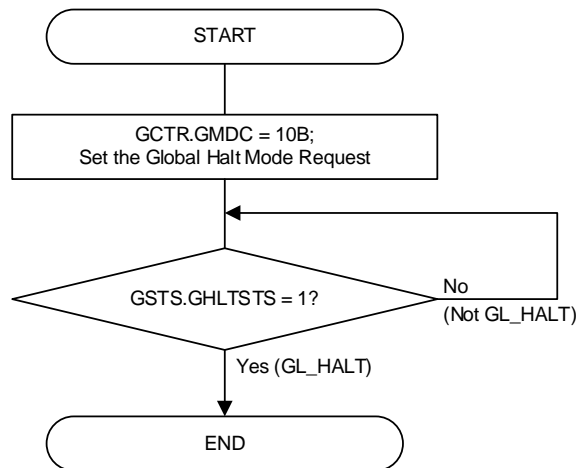 START
GCTR.GMDC = 10B;
Set the Global Halt Mode Request
GSTS.GHLTSTS = 1?
No
(Not GL_HALT)
Yes (GL_HALT)
END